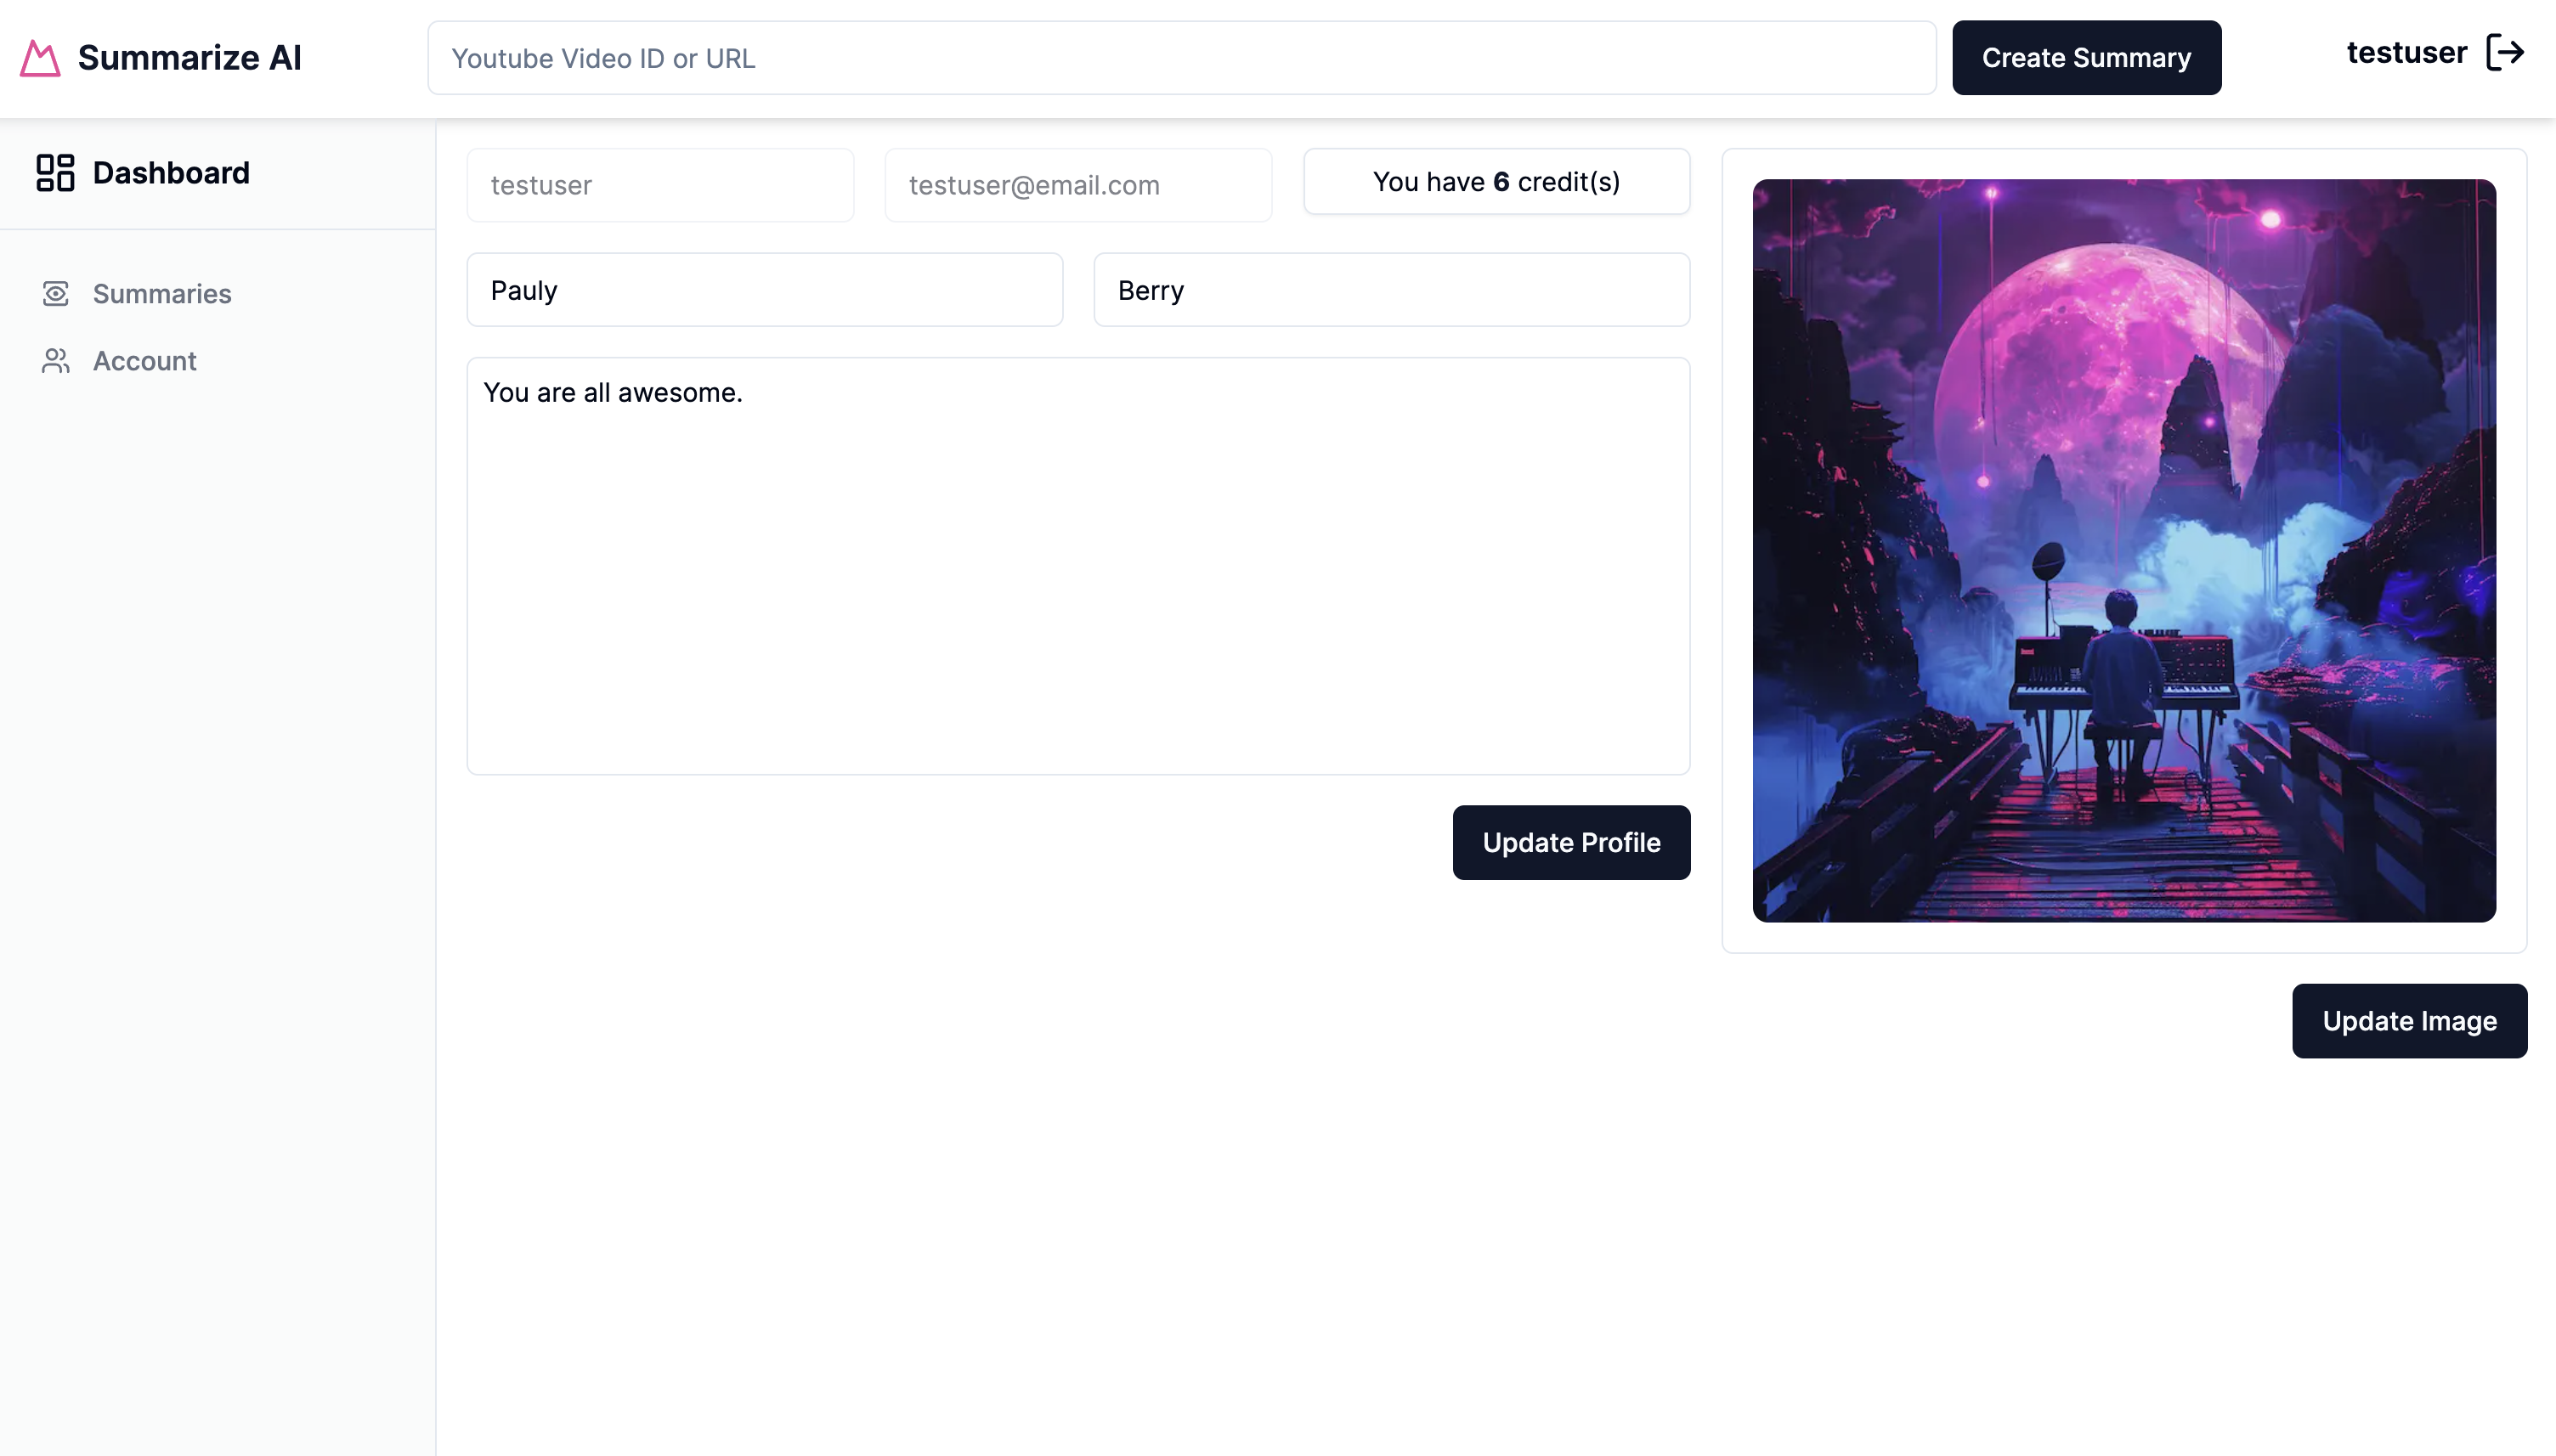 Summarize AI
Youtube Video ID or URL
Create Summary
testuser
Dashboard
Summaries
Account
testuser
testuser@email.com
You have 6 credit(s)
Pauly
Berry
You are all awesome.
Update Profile
Update Image